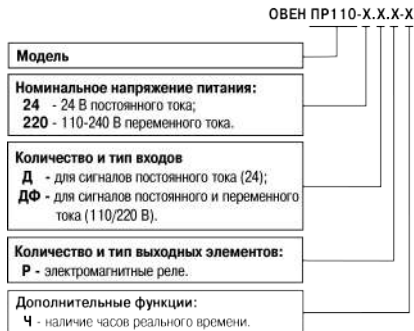 ОВЕН ПР110-Х.Х.Х-Х
Модель
Номинальное напряжение питания:
24 - 24 В постоянного тока;
220 - 110-240 В переменного тока.
Количество и тип входов
Д - для сигналов постоянного тока (24);
ДФ - для сигналов постоянного и переменного
тока (110/220 В).
Количество и тип выходных элементов:
Р - электромагнитные реле.
Дополнительные функции:
Ч - наличие часов реального времени.